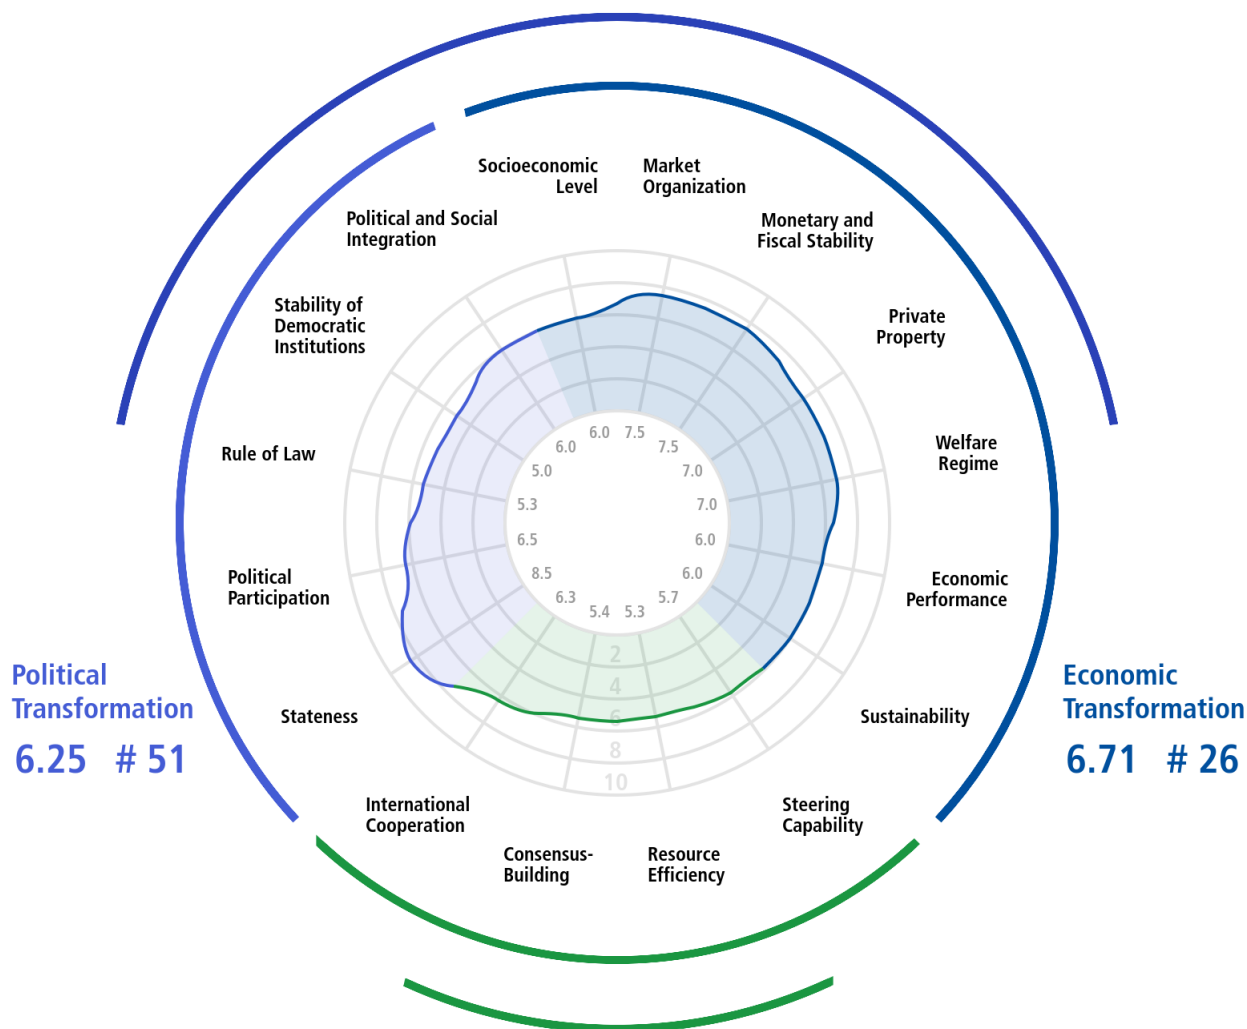 Socioeconomic
Level
Market
Organization
Political and Social
Integration
Monetary and
Fiscal Stability
Stability of
Democratic
Institutions
Private
Property
Rule of Law
Welfare
Regime
Political
Participation
Economic
Performance
Stateness
Sustainability
International
Cooperation
Consensus-
Building
Resource
Efficiency
Steering
Capability
6.0
7.5
6.0
7.5
5.0
7.0
5.3
7.0
6.5
6.0
8.5
6.0
6.3
5.4
5.3
5.7
2
4
6
8
10
Political
Transformation
6.25 # 51
Economic
Transformation
6.71 # 26